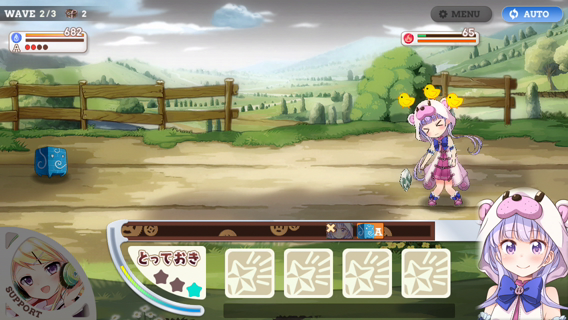 WAVE 2/3 2
MENU
AUTO
682
65
A
A
とっておき
SUPPORT